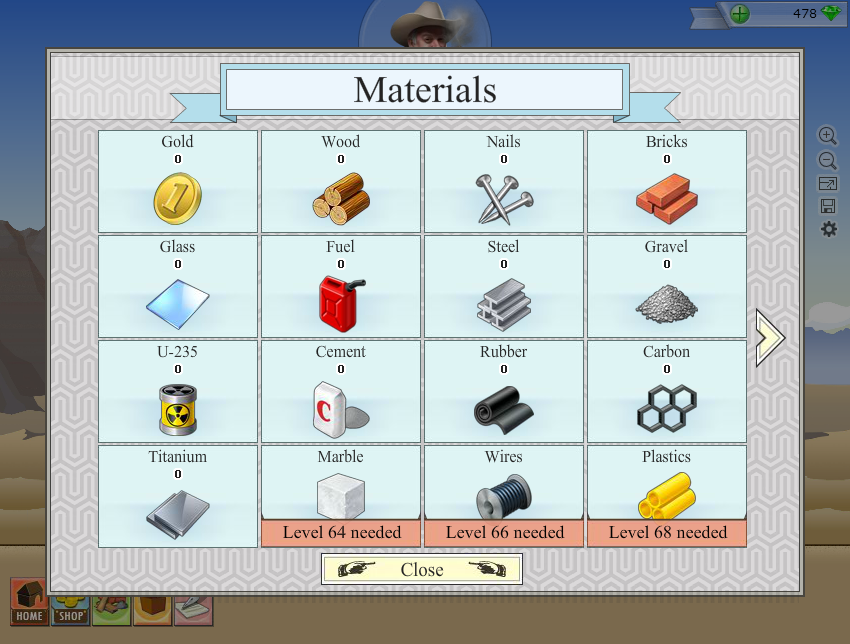 478
Materials
Gold
0
Wood
0
Nails
0
Bricks
0
Glass
0
Fuel
0
Steel
0
Gravel
0
U-235
0
Cement
0
C
Rubber
0
Carbon
0
Titanium
0
Marble
Level 64 needed
Wires
Level 66 needed
Plastics
Level 68 needed
Close
HOME
SHOP